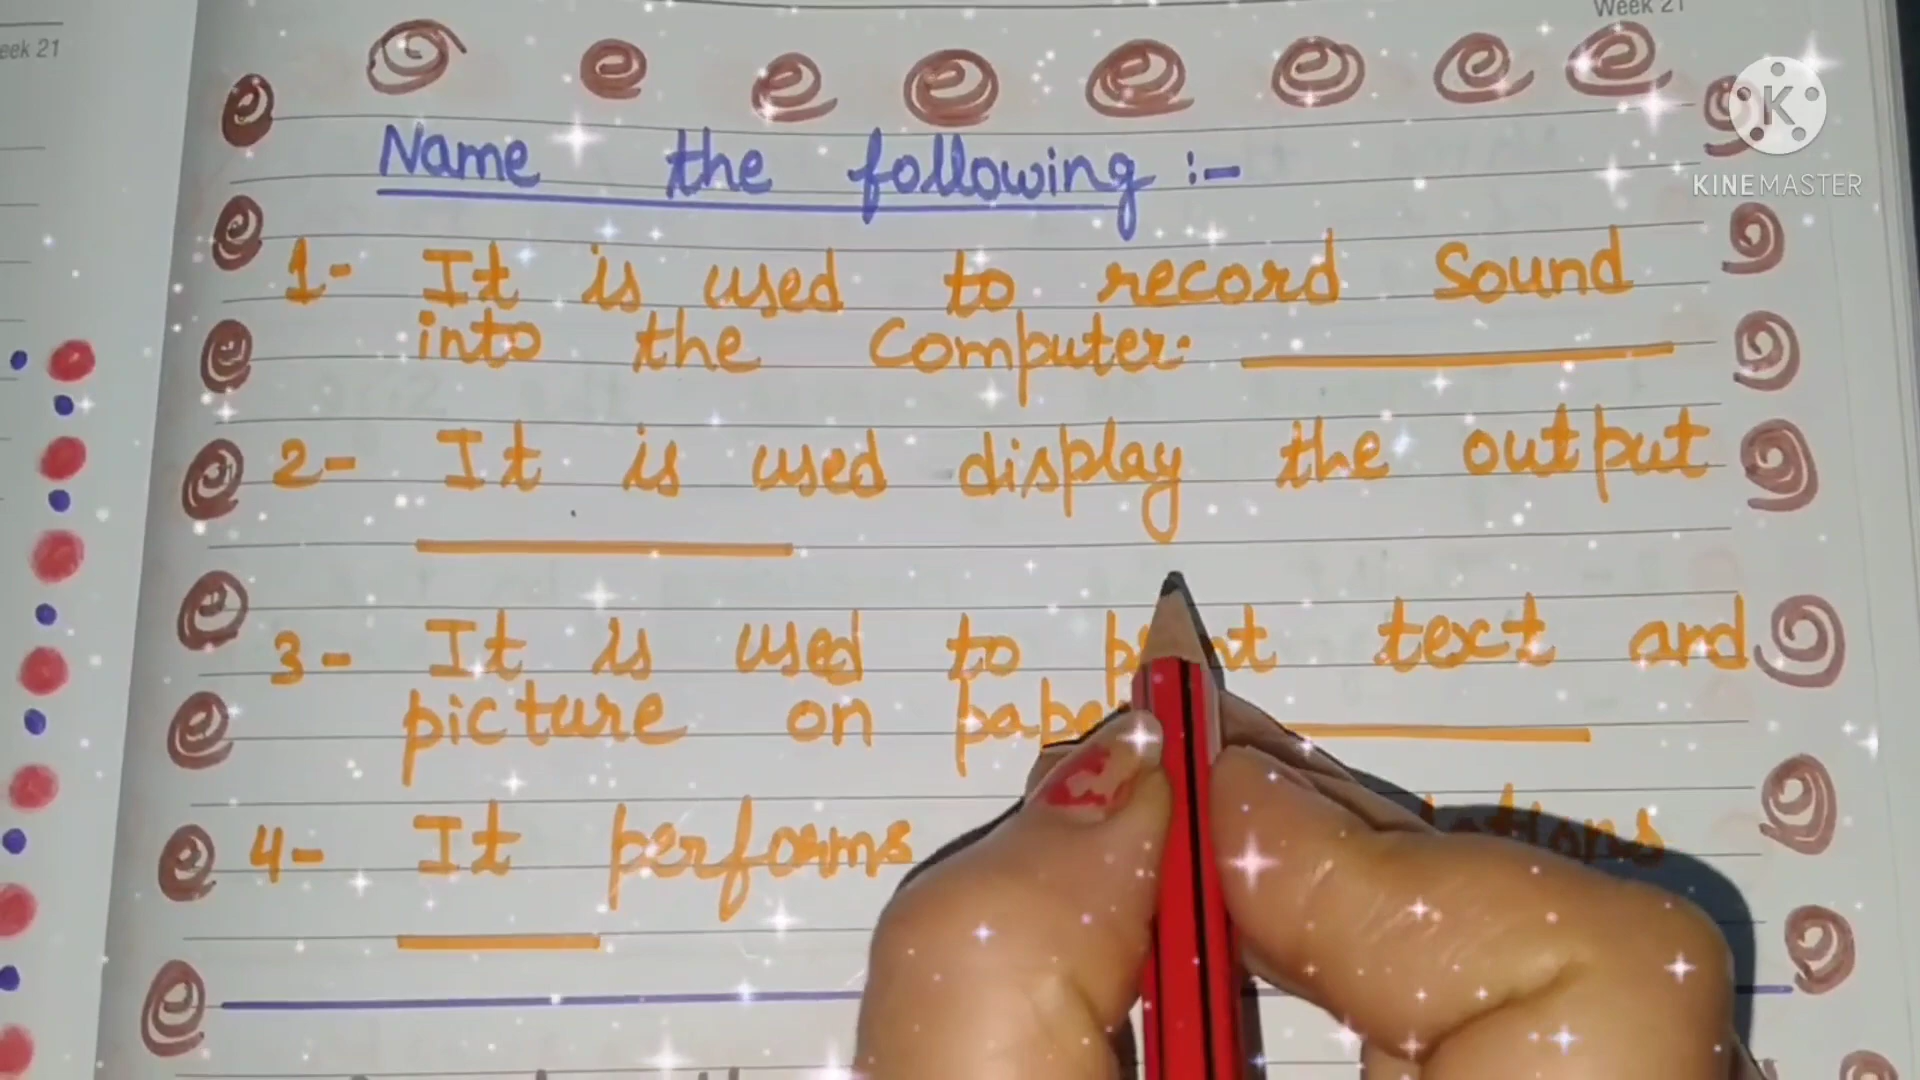 eek 21
Week 21
KINEMASTER
Name the following :-
1- It is used to record Sound
into the Computer.
2- It is used display the output
3- It is used to text and
picture on
4- It performs